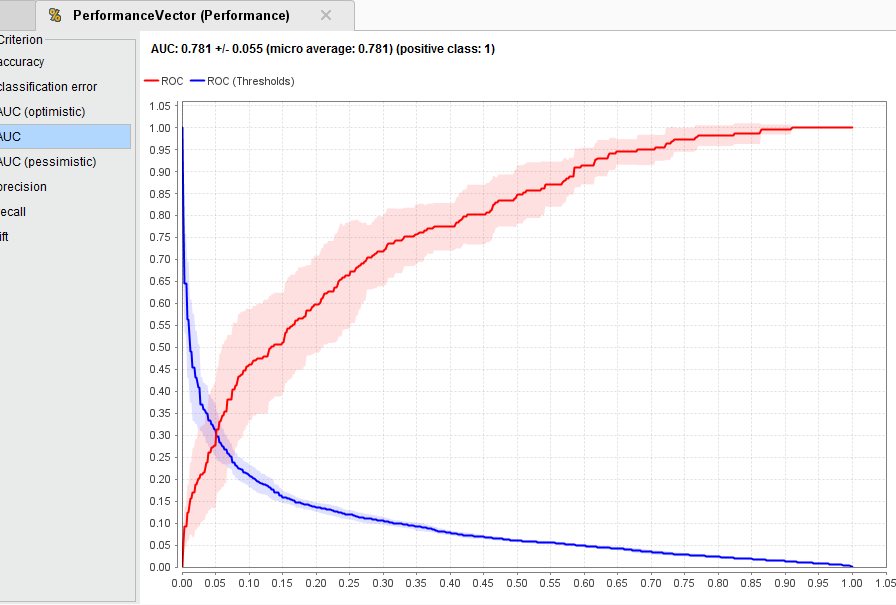 PerformanceVector (Performance)
Criterion
accuracy
classification error
AUC (optimistic)
AUC
AUC (pessimistic)
precision
recall
lift
AUC: 0.781 +/- 0.055 (micro average: 0.781) (positive class: 1)
ROC ROC (Thresholds)
1.05
1.00
0.95
0.90
0.85
0.80
0.75
0.70
0.65
0.60
0.55
0.50
0.45
0.40
0.35
0.30
0.25
0.20
0.15
0.10
0.05
0.00
0.00 0.05 0.10 0.15 0.20 0.25 0.30 0.35 0.40 0.45 0.50 0.55 0.60 0.65 0.70 0.75 0.80 0.85 0.90 0.95 1.00 1.05